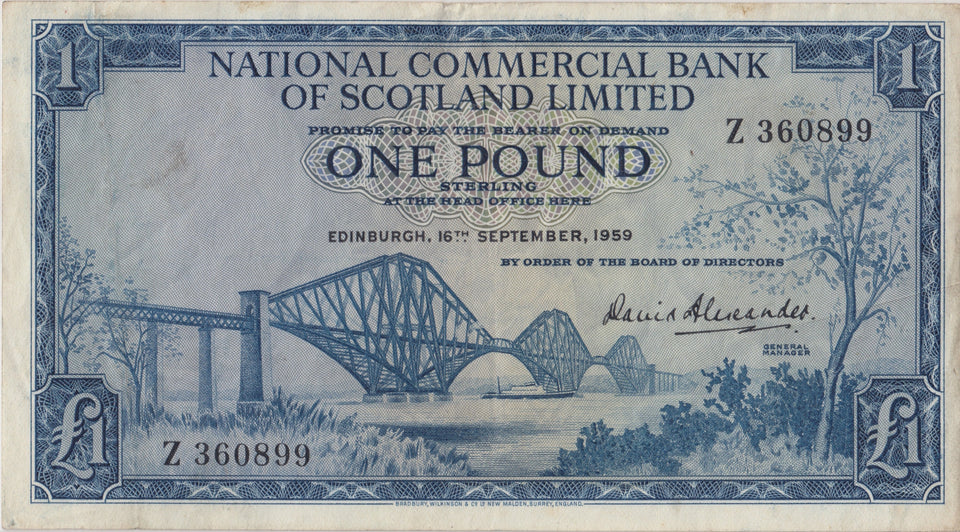 1
1
NATIONAL COMMERCIAL BANK
OF SCOTLAND LIMITED
PROMISE TO PAY THE BEARER ON DEMAND
Z 360899
ONE POUND
STERLING
AT THE HEAD OFFICE HERE
EDINBURGH, 16TH SEPTEMBER, 1959
BY ORDER OF THE BOARD OF DIRECTORS
David Alexander.
GENERAL
MANAGER
£1
£1
Z 360899
BRADBURY, WILKINSON & Co Ld NEW MALDEN, SURREY, ENGLAND.